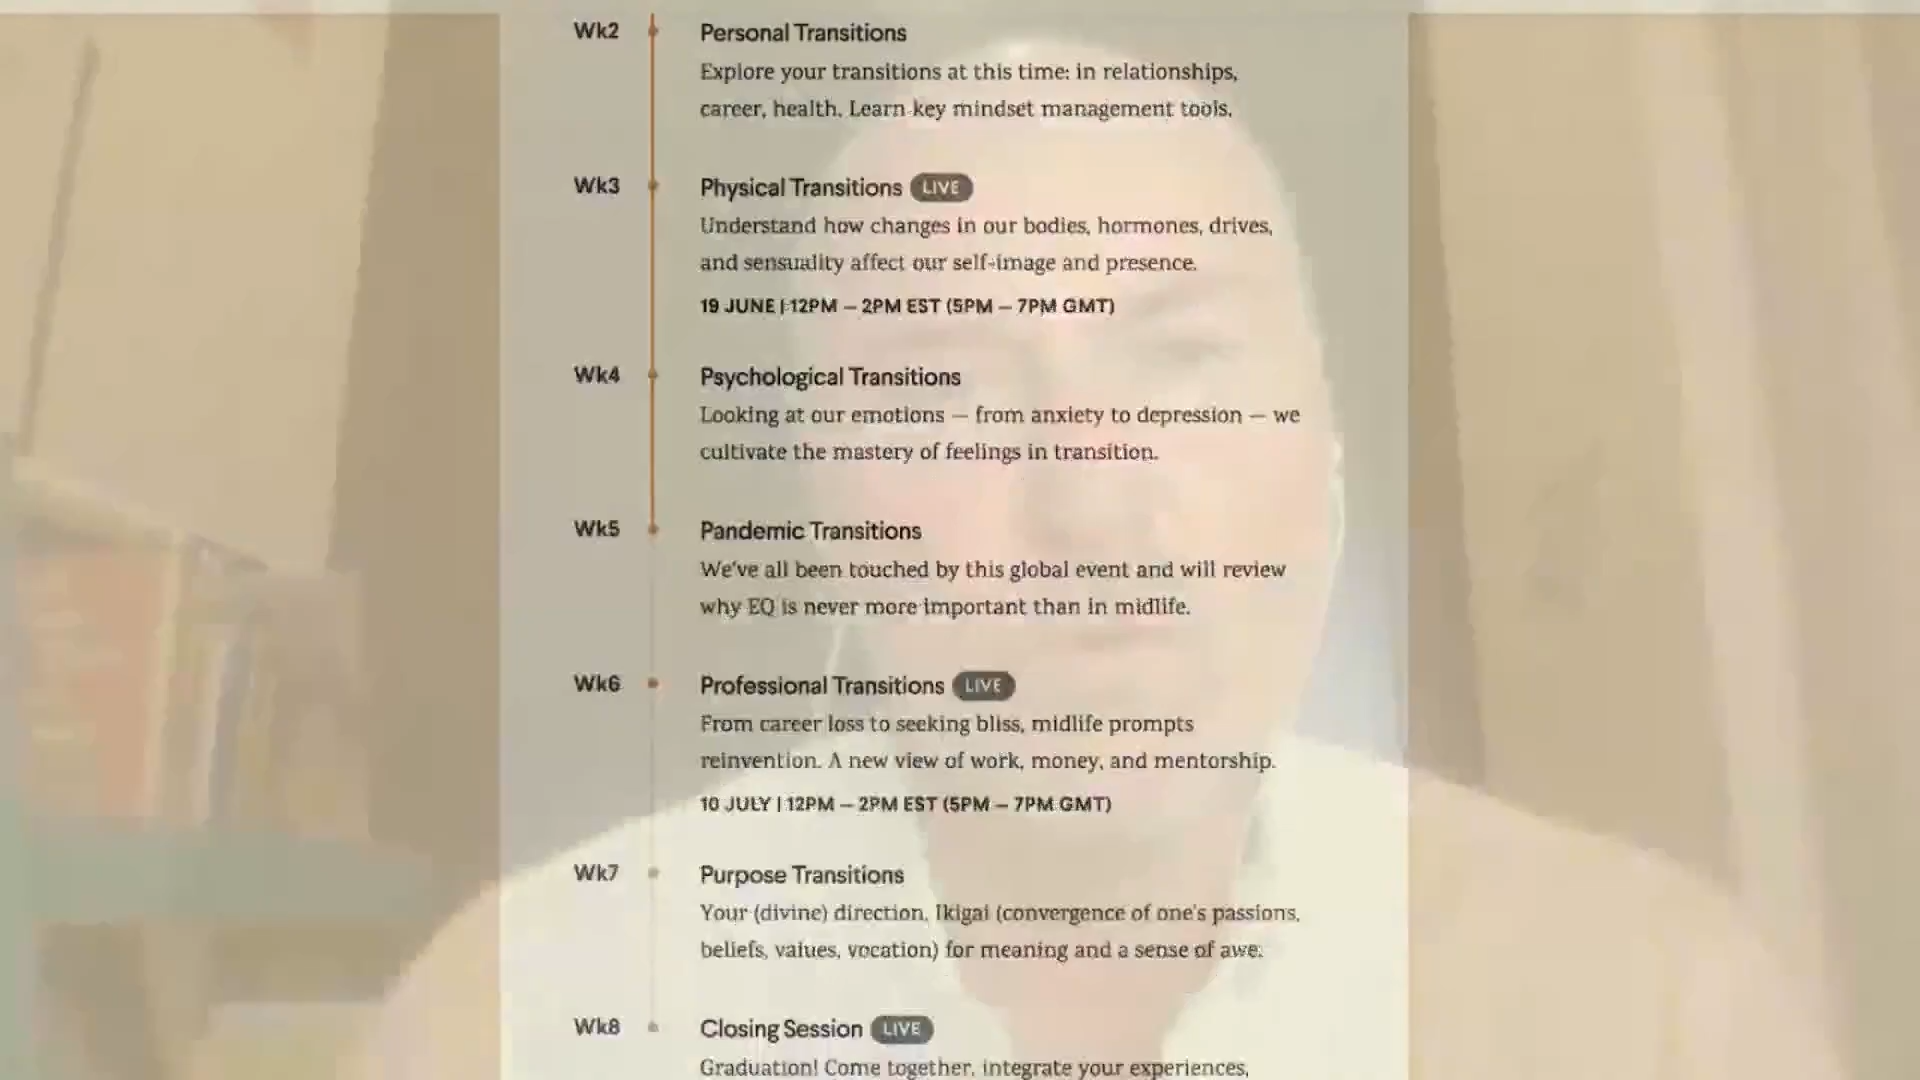 Wk2
Personal Transitions
Explore your transitions at this time: in relationships,
career, health. Learn key mindset management tools.
Wk3
Physical Transitions LIVE
Understand how changes in our bodies, hormones, drives,
and sensuality affect our self-image and presence.
19 JUNE | 12PM – 2PM EST (5PM – 7PM GMT)
Wk4
Psychological Transitions
Looking at our emotions – from anxiety to depression – we
cultivate the mastery of feelings in transition.
Wk5
Pandemic Transitions
We've all been touched by this global event and will review
why EQ is never more important than in midlife.
Wk6
Professional Transitions LIVE
From career loss to seeking bliss, midlife prompts
reinvention. A new view of work, money, and mentorship.
10 JULY | 12PM – 2PM EST (5PM – 7PM GMT)
Wk7
Purpose Transitions
Your (divine) direction, Ikigai (convergence of one's passions,
beliefs, values, vocation) for meaning and a sense of awe.
Wk8
Closing Session LIVE
Graduation! Come together, integrate your experiences,